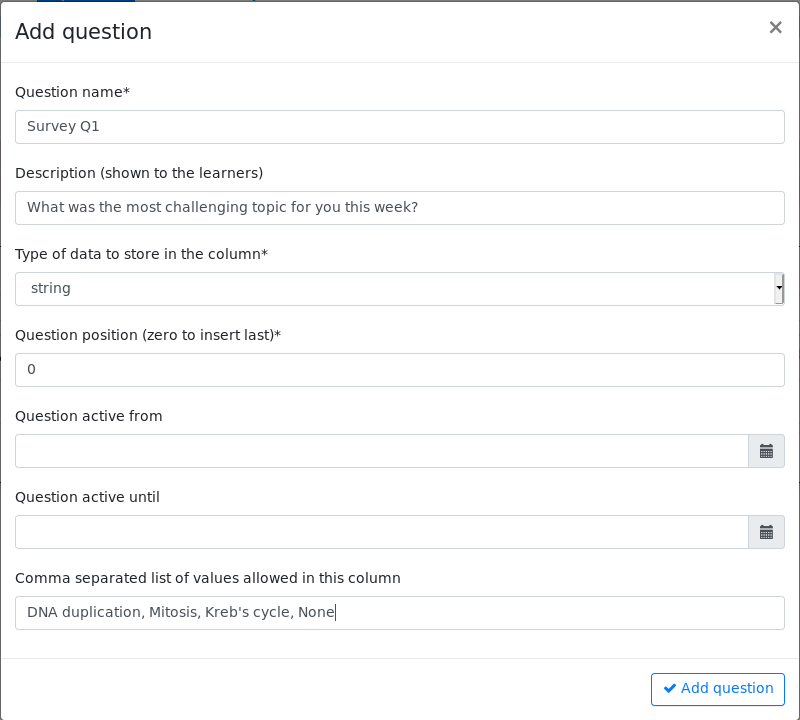 Add question
×
Question name*
Survey Q1
Description (shown to the learners)
What was the most challenging topic for you this week?
Type of data to store in the column*
string
Question position (zero to insert last)*
0
Question active from
Question active until
Comma separated list of values allowed in this column
DNA duplication, Mitosis, Kreb's cycle, None
Add question